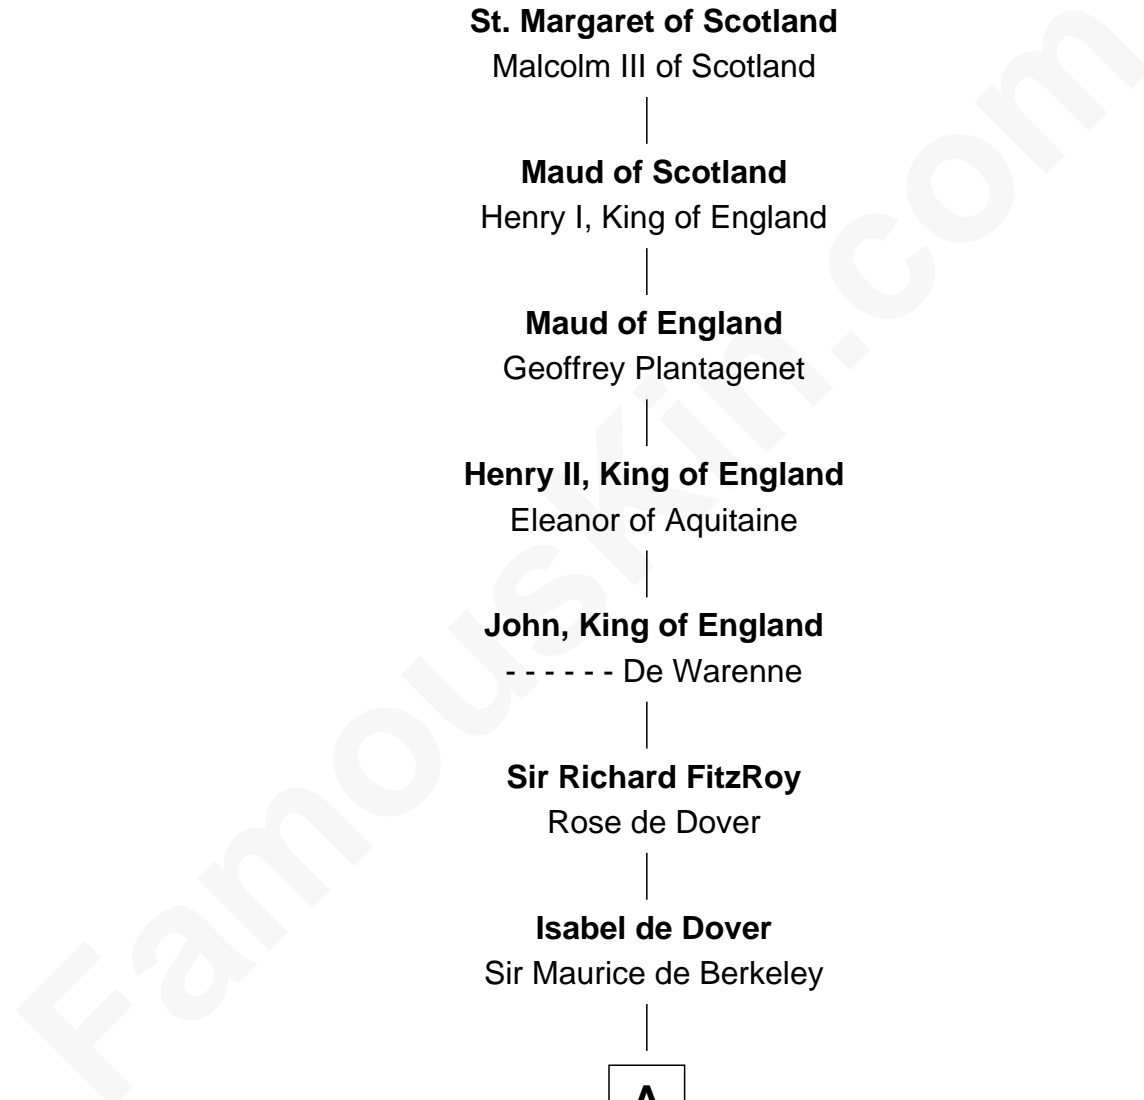 St. Margaret of Scotland
Malcolm III of Scotland
Maud of Scotland
Henry I, King of England
Maud of England
Geoffrey Plantagenet
Henry II, King of England
Eleanor of Aquitaine
John, King of England
- - - - - - De Warenne
Sir Richard FitzRoy
Rose de Dover
Isabel de Dover
Sir Maurice de Berkeley
A
FamousKin.com